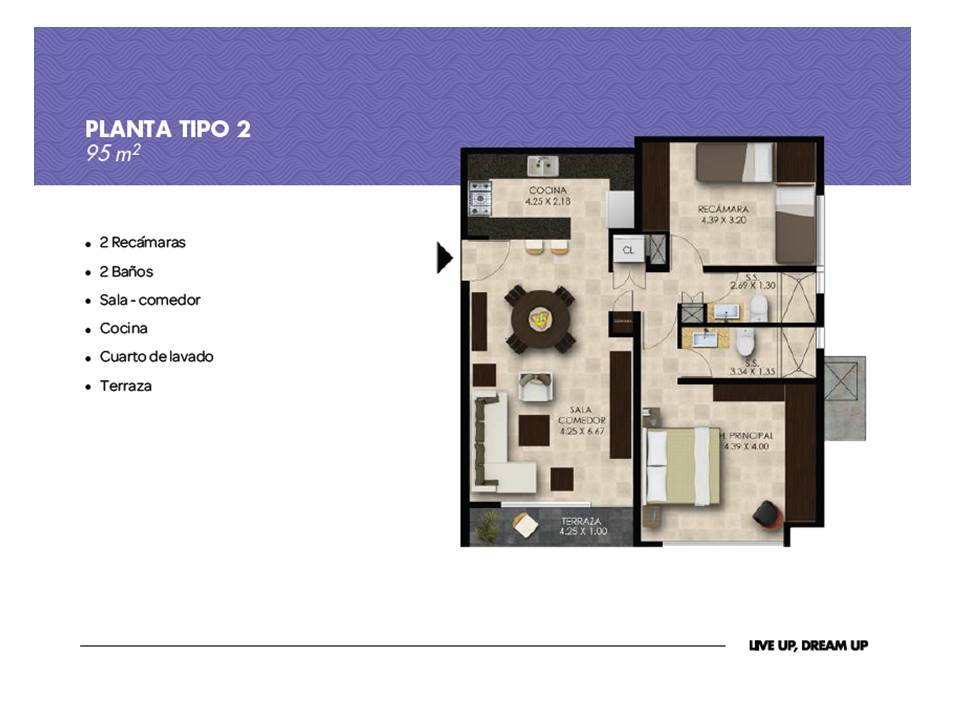 PLANTA TIPO 2
95 m²
• 2 Recámaras
• 2 Baños
• Sala - comedor
• Cocina
• Cuarto de lavado
• Terraza
COCINA
4.25 X 2.18
RECÁMARA
4.39 X 3.20
CL
S.S.
2.69 X 1.30
S.S.
3.34 X 1.35
SALA
COMEDOR
4.25 X 6.67
H. PRINCIPAL
4.39 X 4.00
TERRAZA
4.25 X 1.00
LIVE UP, DREAM UP